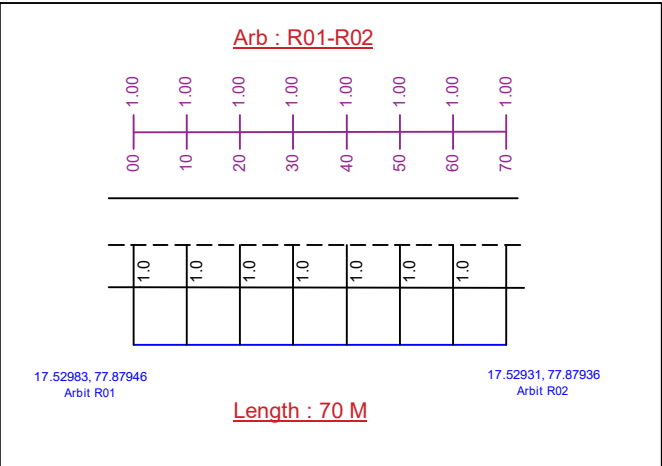 Arb : R01-R02
1.00 1.00 1.00 1.00 1.00 1.00 1.00 1.00
00 10 20 30 40 50 60 70
1.0 1.0 1.0 1.0 1.0 1.0 1.0
17.52983, 77.87946
Arbit R01
17.52931, 77.87936
Arbit R02
Length : 70 M